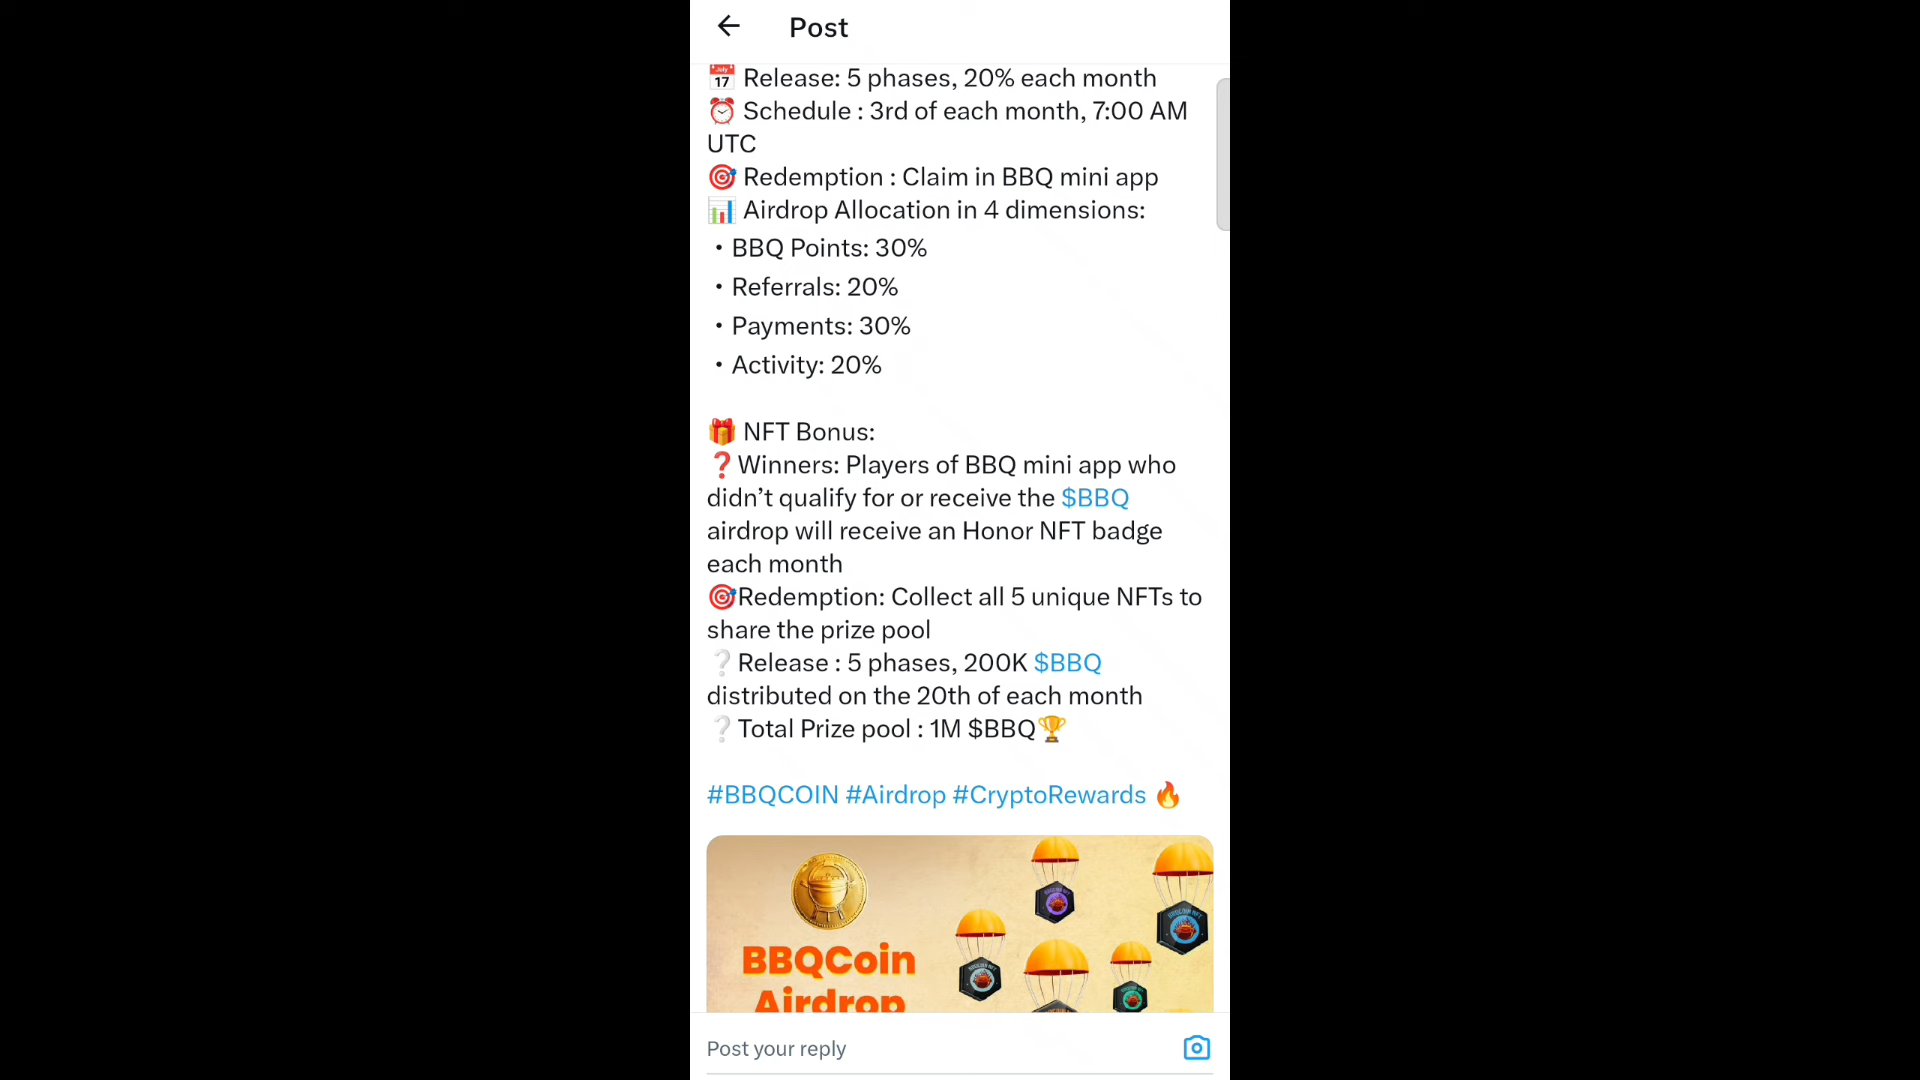 Post
📅 Release: 5 phases, 20% each month
⏰ Schedule : 3rd of each month, 7:00 AM
UTC
🎯 Redemption : Claim in BBQ mini app
📊 Airdrop Allocation in 4 dimensions:
• BBQ Points: 30%
• Referrals: 20%
• Payments: 30%
• Activity: 20%
🎁 NFT Bonus:
❓Winners: Players of BBQ mini app who
didn’t qualify for or receive the $BBQ
airdrop will receive an Honor NFT badge
each month
🎯Redemption: Collect all 5 unique NFTs to
share the prize pool
❔Release : 5 phases, 200K $BBQ
distributed on the 20th of each month
❔Total Prize pool : 1M $BBQ🏆
#BBQCOIN #Airdrop #CryptoRewards 🔥
BBQCoin
Airdrop
Post your reply